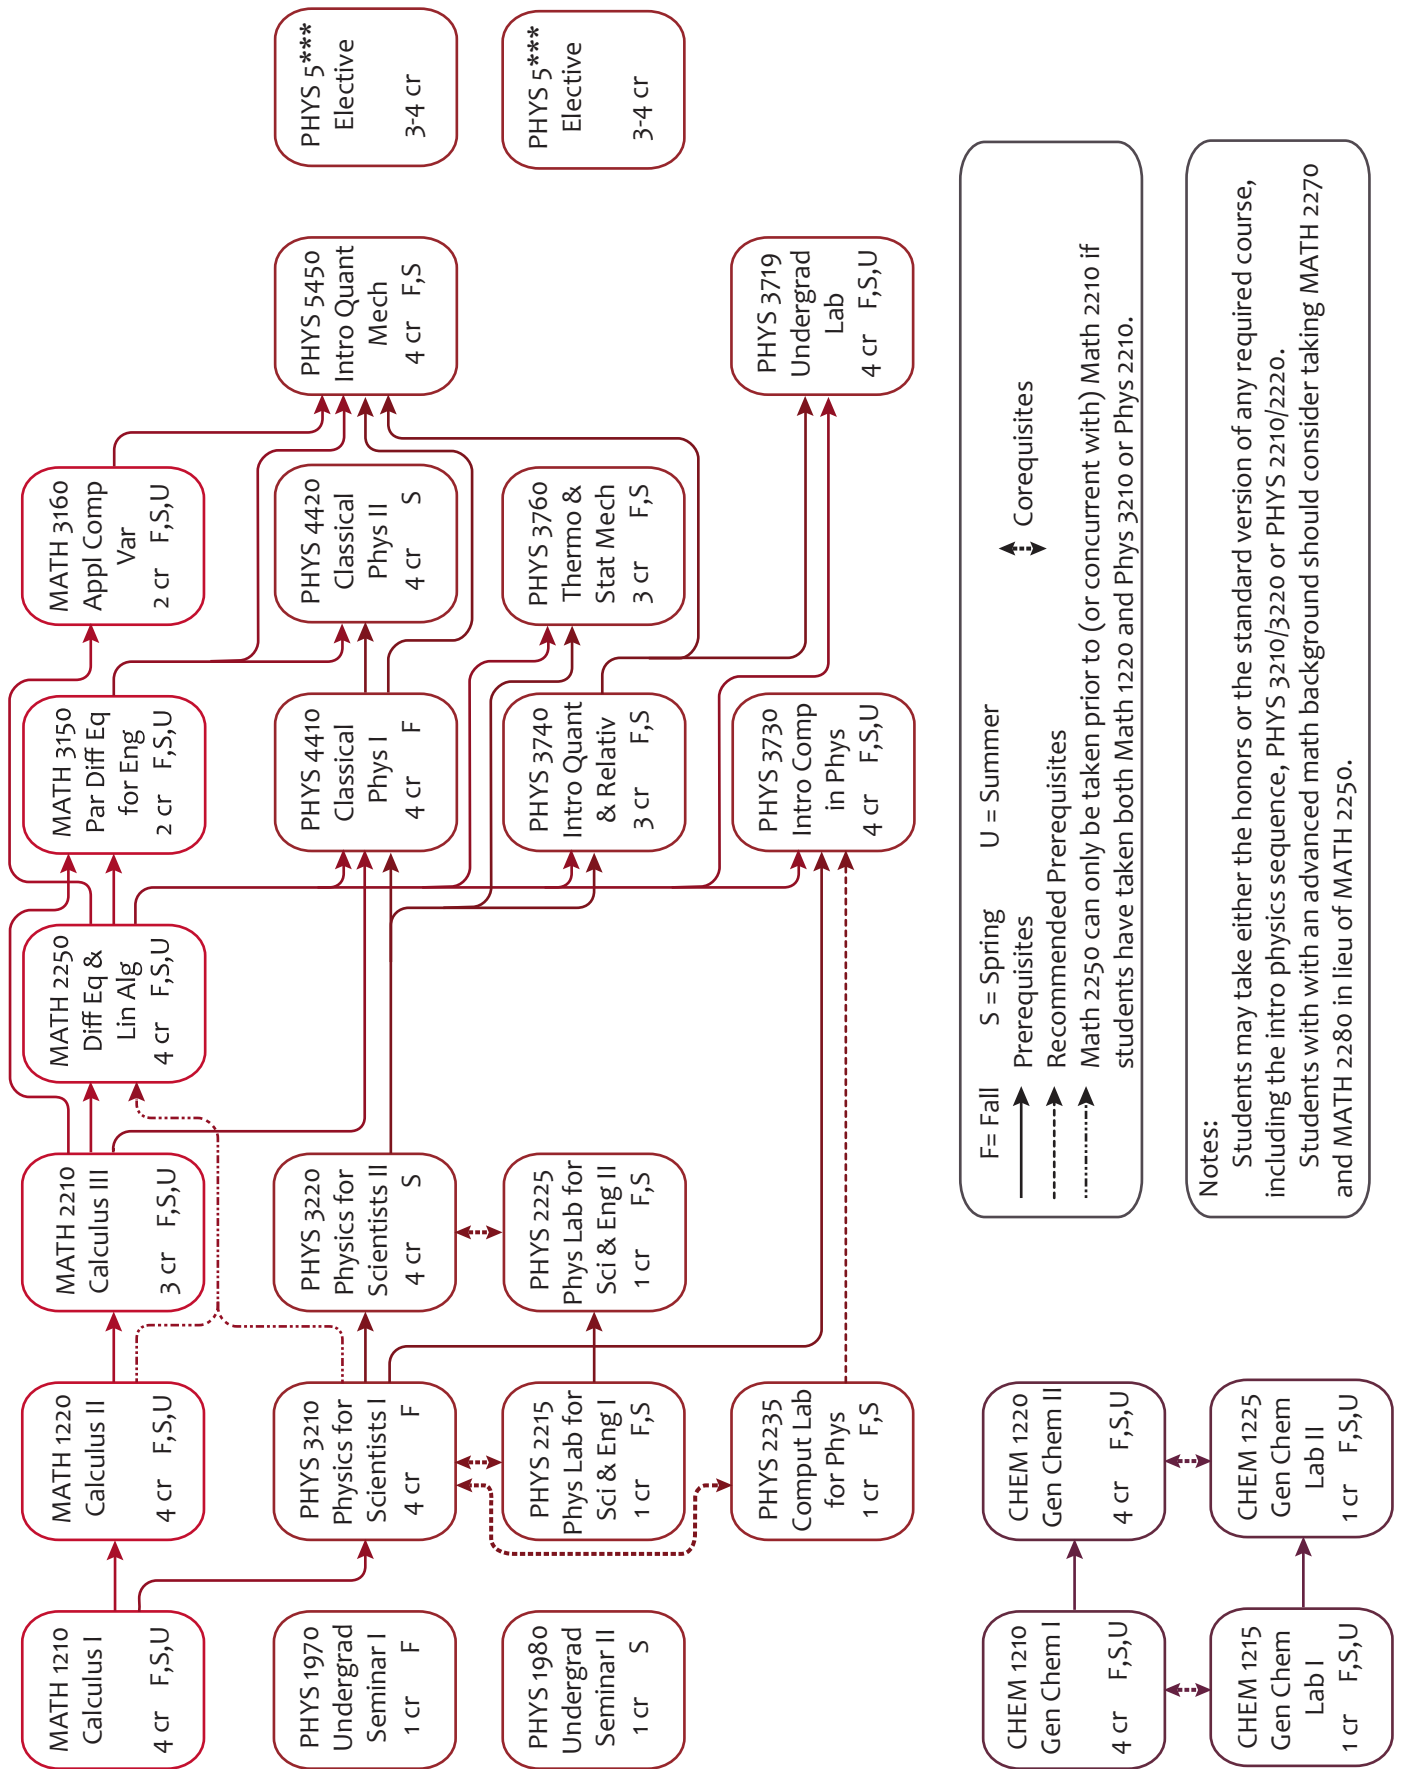 MATH 1210
Calculus I
4 cr F,S,U
MATH 1220
Calculus II
4 cr F,S,U
MATH 2210
Calculus III
3 cr F,S,U
MATH 2250
Diff Eq &
Lin Alg
4 cr F,S,U
MATH 3150
Par Diff Eq
for Eng
2 cr F,S,U
MATH 3160
Appl Comp
Var
2 cr F,S,U
PHYS 1970
Undergrad
Seminar I
1 cr F
PHYS 3210
Physics for
Scientists I
4 cr F
PHYS 3220
Physics for
Scientists II
4 cr S
PHYS 4410
Classical
Phys I
4 cr F
PHYS 4420
Classical
Phys II
4 cr S
PHYS 5450
Intro Quant
Mech
4 cr F,S
PHYS 5***
Elective
3-4 cr
PHYS 1980
Undergrad
Seminar II
1 cr S
PHYS 2215
Phys Lab for
Sci & Eng I
1 cr F,S
PHYS 2225
Phys Lab for
Sci & Eng II
1 cr F,S
PHYS 3740
Intro Quant
& Relativ
3 cr F,S
PHYS 3760
Thermo &
Stat Mech
3 cr F,S
PHYS 5***
Elective
3-4 cr
PHYS 2235
Comput Lab
for Phys
1 cr F,S
PHYS 3730
Intro Comp
in Phys
4 cr F,S,U
PHYS 3719
Undergrad
Lab
4 cr F,S,U
CHEM 1210
Gen Chem I
4 cr F,S,U
CHEM 1220
Gen Chem II
4 cr F,S,U
CHEM 1215
Gen Chem
Lab I
1 cr F,S,U
CHEM 1225
Gen Chem
Lab II
1 cr F,S,U
F= Fall S = Spring U = Summer
Prerequisites Corequisites
Recommended Prerequisites
Math 2250 can only be taken prior to (or concurrent with) Math 2210 if
students have taken both Math 1220 and Phys 3210 or Phys 2210.
Notes:
Students may take either the honors or the standard version of any required course,
including the intro physics sequence, PHYS 3210/3220 or PHYS 2210/2220.
Students with with an advanced math background should consider taking MATH 2270
and MATH 2280 in lieu of MATH 2250.